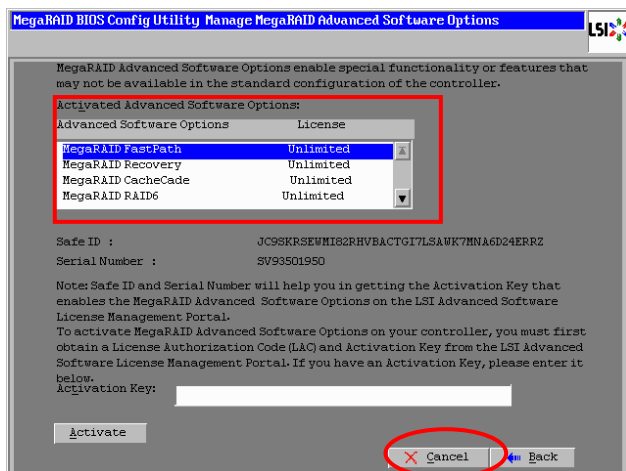 MegaRAID BIOS Config Utility Manage MegaRAID Advanced Software Options
LSI
MegaRAID Advanced Software Options enable special functionality or features that
may not be available in the standard configuration of the controller.
Activated Advanced Software Options:
Advanced Software Options License
MegaRAID FastPath Unlimited
MegaRAID Recovery Unlimited
MegaRAID CacheCade Unlimited
MegaRAID RAID6 Unlimited
Safe ID : JC9SKRSEWMI82RHVBACTGI7LSAWK7MNA6D24ERRZ
Serial Number : SV93501950
Note: Safe ID and Serial Number will help you in getting the Activation Key that
enables the MegaRAID Advanced Software Options on the LSI Advanced Software
License Management Portal.
To activate MegaRAID Advanced Software Options on your controller, you must first
obtain a License Authorization Code (LAC) and Activation Key from the LSI Advanced
Software License Management Portal. If you have an Activation Key, please enter it
below.
Activation Key:
Activate
Cancel Back